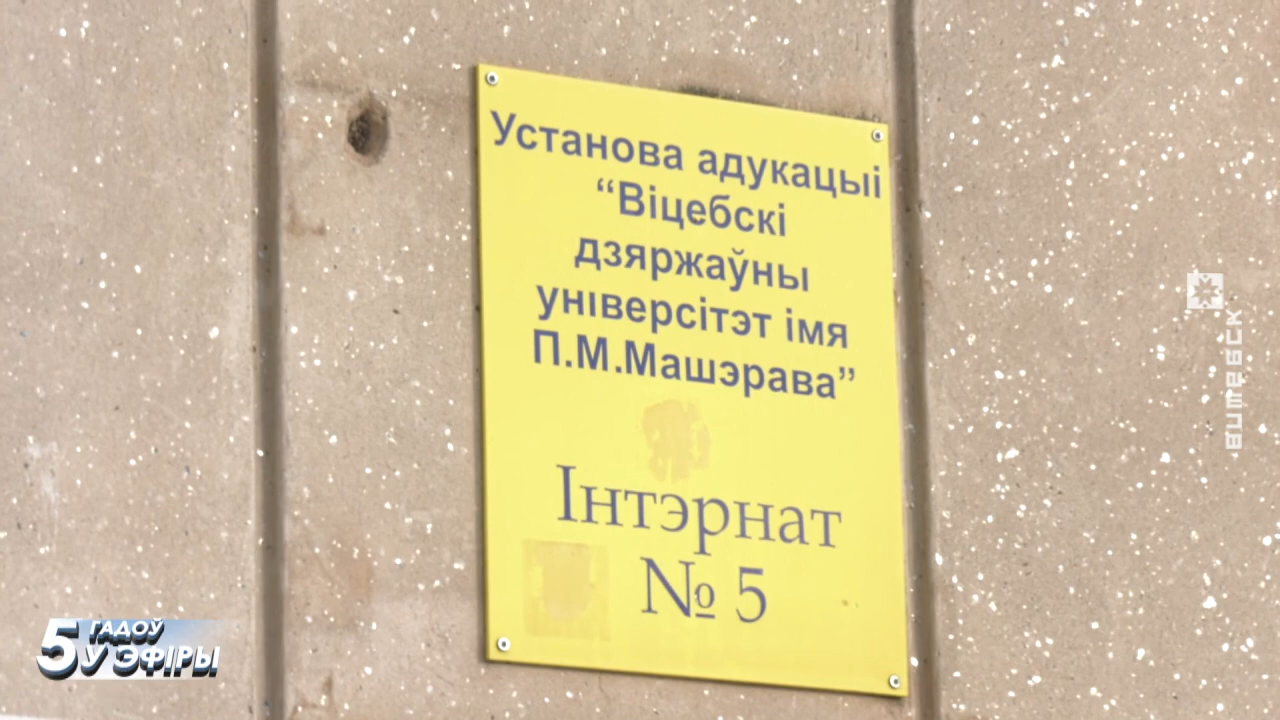 Установа адукацыі
“Віцебскі
дзяржаўны
універсітэт імя
П.М.Машэрава”
Інтэрнат
№ 5
ВИТЕБСК
5 ГАДОЎ
У ЭФІРЫ